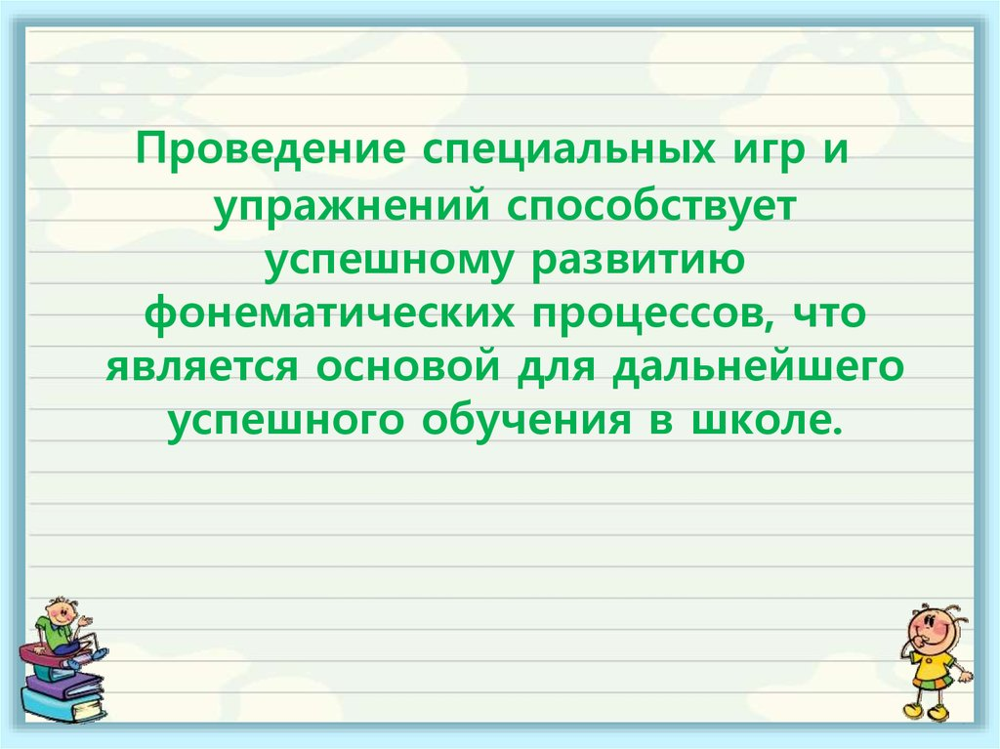 Проведение специальных игр и
упражнений способствует
успешному развитию
фонематических процессов, что
является основой для дальнейшего
успешного обучения в школе.